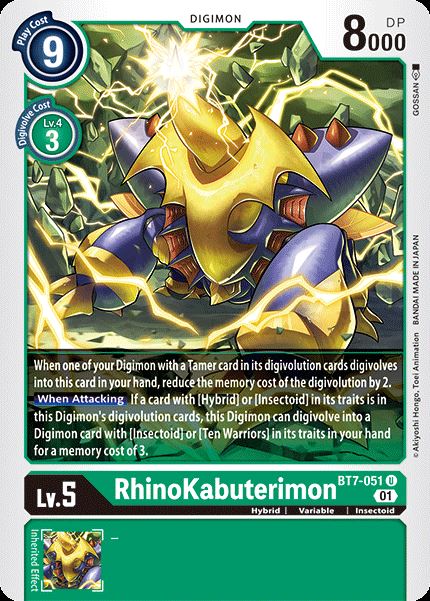 Play Cost
9
DIGIMON
DP
8000
Digivolve Cost
Lv.4
3
GOSSAN
© Akiyoshi Hongo, Toei Animation BANDAI MADE IN JAPAN
When one of your Digimon with a Tamer card in its digivolution cards digivolves
into this card in your hand, reduce the memory cost of the digivolution by 2.
When Attacking If a card with [Hybrid] or [Insectoid] in its traits is in
this Digimon's digivolution cards, this Digimon can digivolve into a
Digimon card with [Insectoid] or [Ten Warriors] in its traits in your hand
for a memory cost of 3.
Lv.5
RhinoKabuterimon
BT7-051 U
01
Hybrid | Variable | Insectoid
Inherited Effect
–